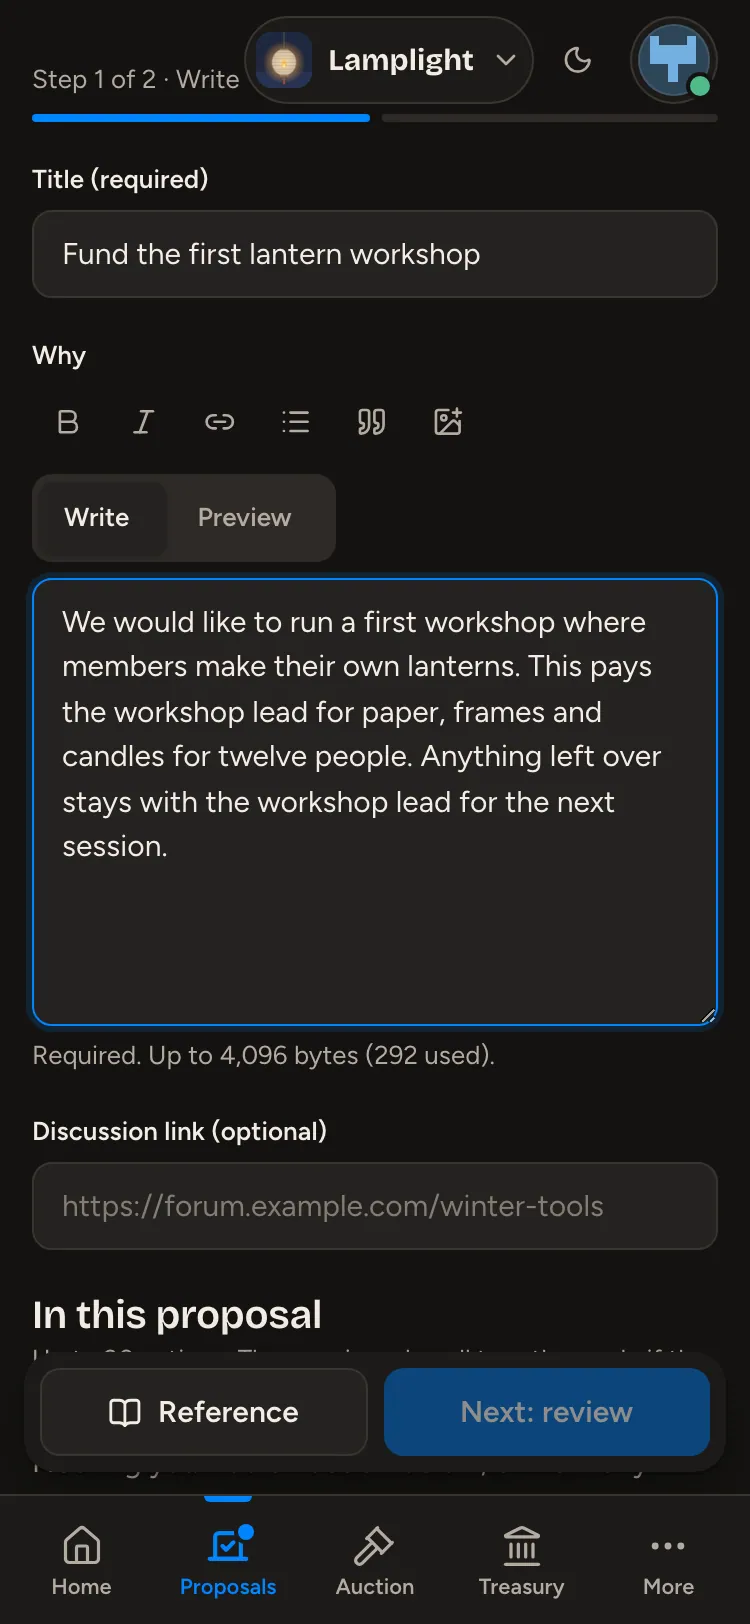 Step 1 of 2 · Write
Lamplight
Title (required)
Fund the first lantern workshop
Why
Write
Preview
We would like to run a first workshop where
members make their own lanterns. This pays
the workshop lead for paper, frames and
candles for twelve people. Anything left over
stays with the workshop lead for the next
session.
Required. Up to 4,096 bytes (292 used).
Discussion link (optional)
https://forum.example.com/winter-tools
In this proposal
Reference
Next: review
Home
Proposals
Auction
Treasury
More